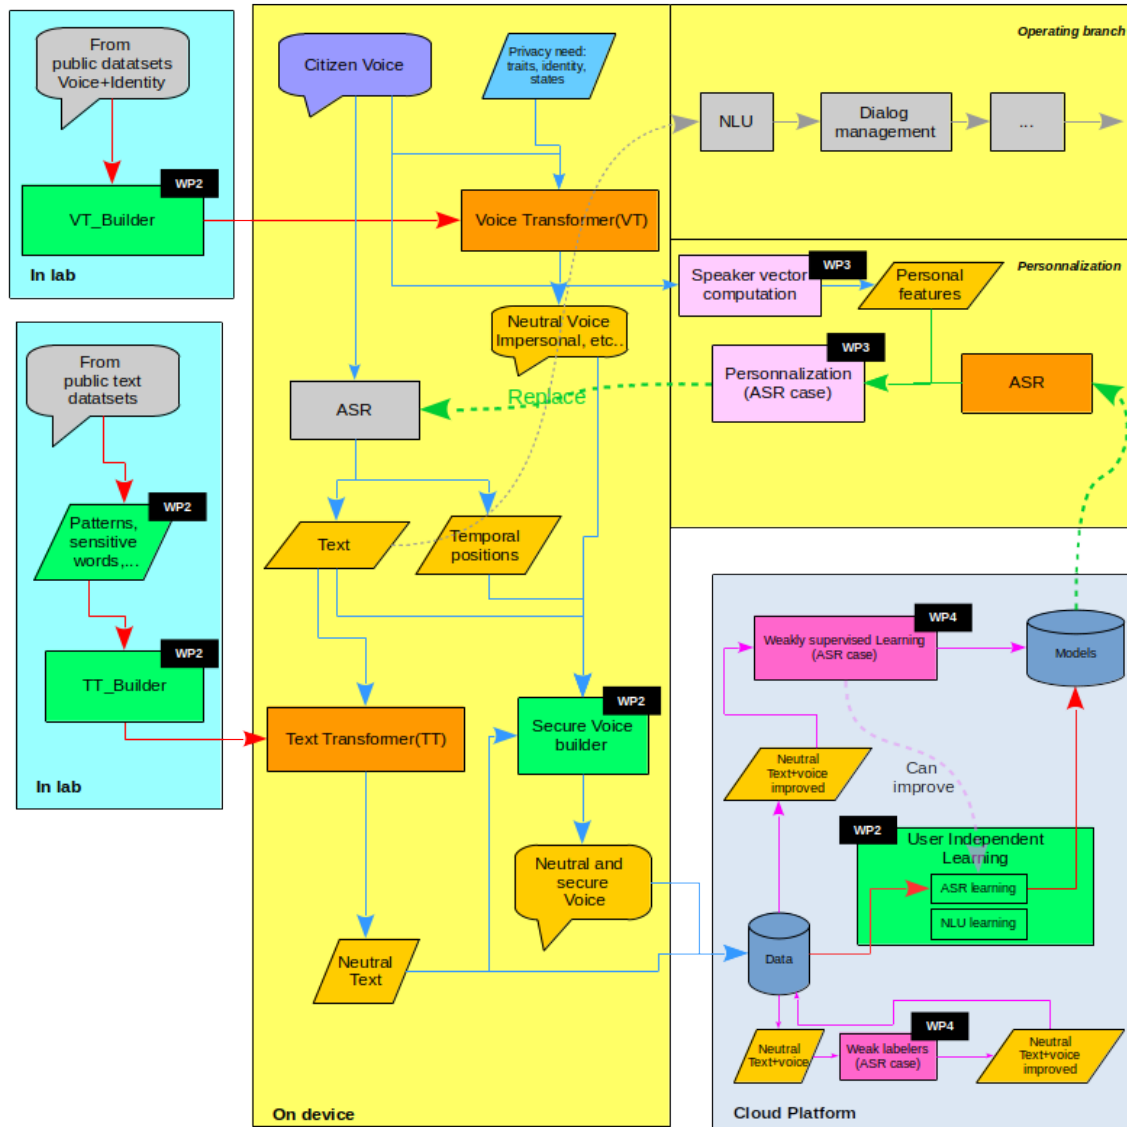 From
public datatsets
Voice+Identity
WP2
VT_Builder
In lab
From
public text
datatsets
WP2
Patterns,
sensitive
words,...
WP2
TT_Builder
In lab
Citizen Voice
Privacy need:
traits, identity,
states
Voice Transformer(VT)
Neutral Voice
Impersonal, etc..
ASR
Replace
Text
Temporal
positions
Text Transformer(TT)
WP2
Secure Voice
builder
Neutral and
secure
Voice
Neutral
Text
On device
Operating branch
NLU
Dialog
management
...
Personnalization
WP3
Speaker vector
computation
Personal
features
WP3
Personnalization
(ASR case)
ASR
WP4
Weakly supervised Learning
(ASR case)
Models
Neutral
Text+voice
improved
Can
improve
WP2
User Independent
Learning
ASR learning
NLU learning
Data
WP4
Neutral
Text+voice
Weak labelers
(ASR case)
Neutral
Text+voice
improved
Cloud Platform